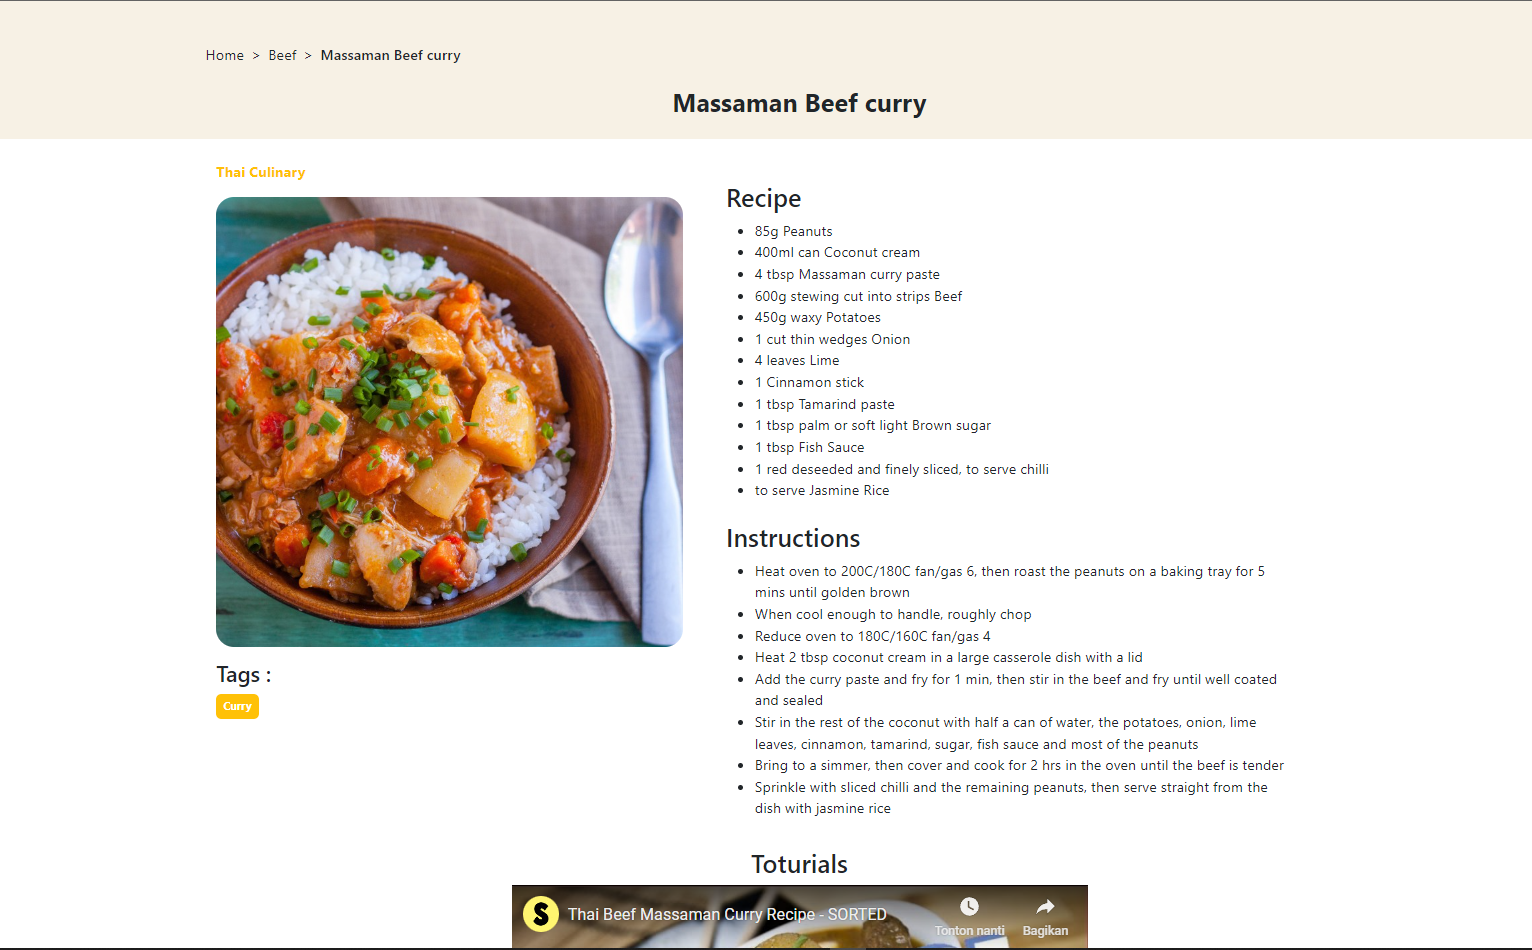 Home > Beef > Massaman Beef curry
Massaman Beef curry
Thai Culinary
Tags :
Curry
Recipe
85g Peanuts
400ml can Coconut cream
4 tbsp Massaman curry paste
600g stewing cut into strips Beef
450g waxy Potatoes
1 cut thin wedges Onion
4 leaves Lime
1 Cinnamon stick
1 tbsp Tamarind paste
1 tbsp palm or soft light Brown sugar
1 tbsp Fish Sauce
1 red deseeded and finely sliced, to serve chilli
to serve Jasmine Rice
Instructions
Heat oven to 200C/180C fan/gas 6, then roast the peanuts on a baking tray for 5
mins until golden brown
When cool enough to handle, roughly chop
Reduce oven to 180C/160C fan/gas 4
Heat 2 tbsp coconut cream in a large casserole dish with a lid
Add the curry paste and fry for 1 min, then stir in the beef and fry until well coated
and sealed
Stir in the rest of the coconut with half a can of water, the potatoes, onion, lime
leaves, cinnamon, tamarind, sugar, fish sauce and most of the peanuts
Bring to a simmer, then cover and cook for 2 hrs in the oven until the beef is tender
Sprinkle with sliced chilli and the remaining peanuts, then serve straight from the
dish with jasmine rice
Toturials
S
Thai Beef Massaman Curry Recipe - SORTED
Tonton nanti
Bagikan